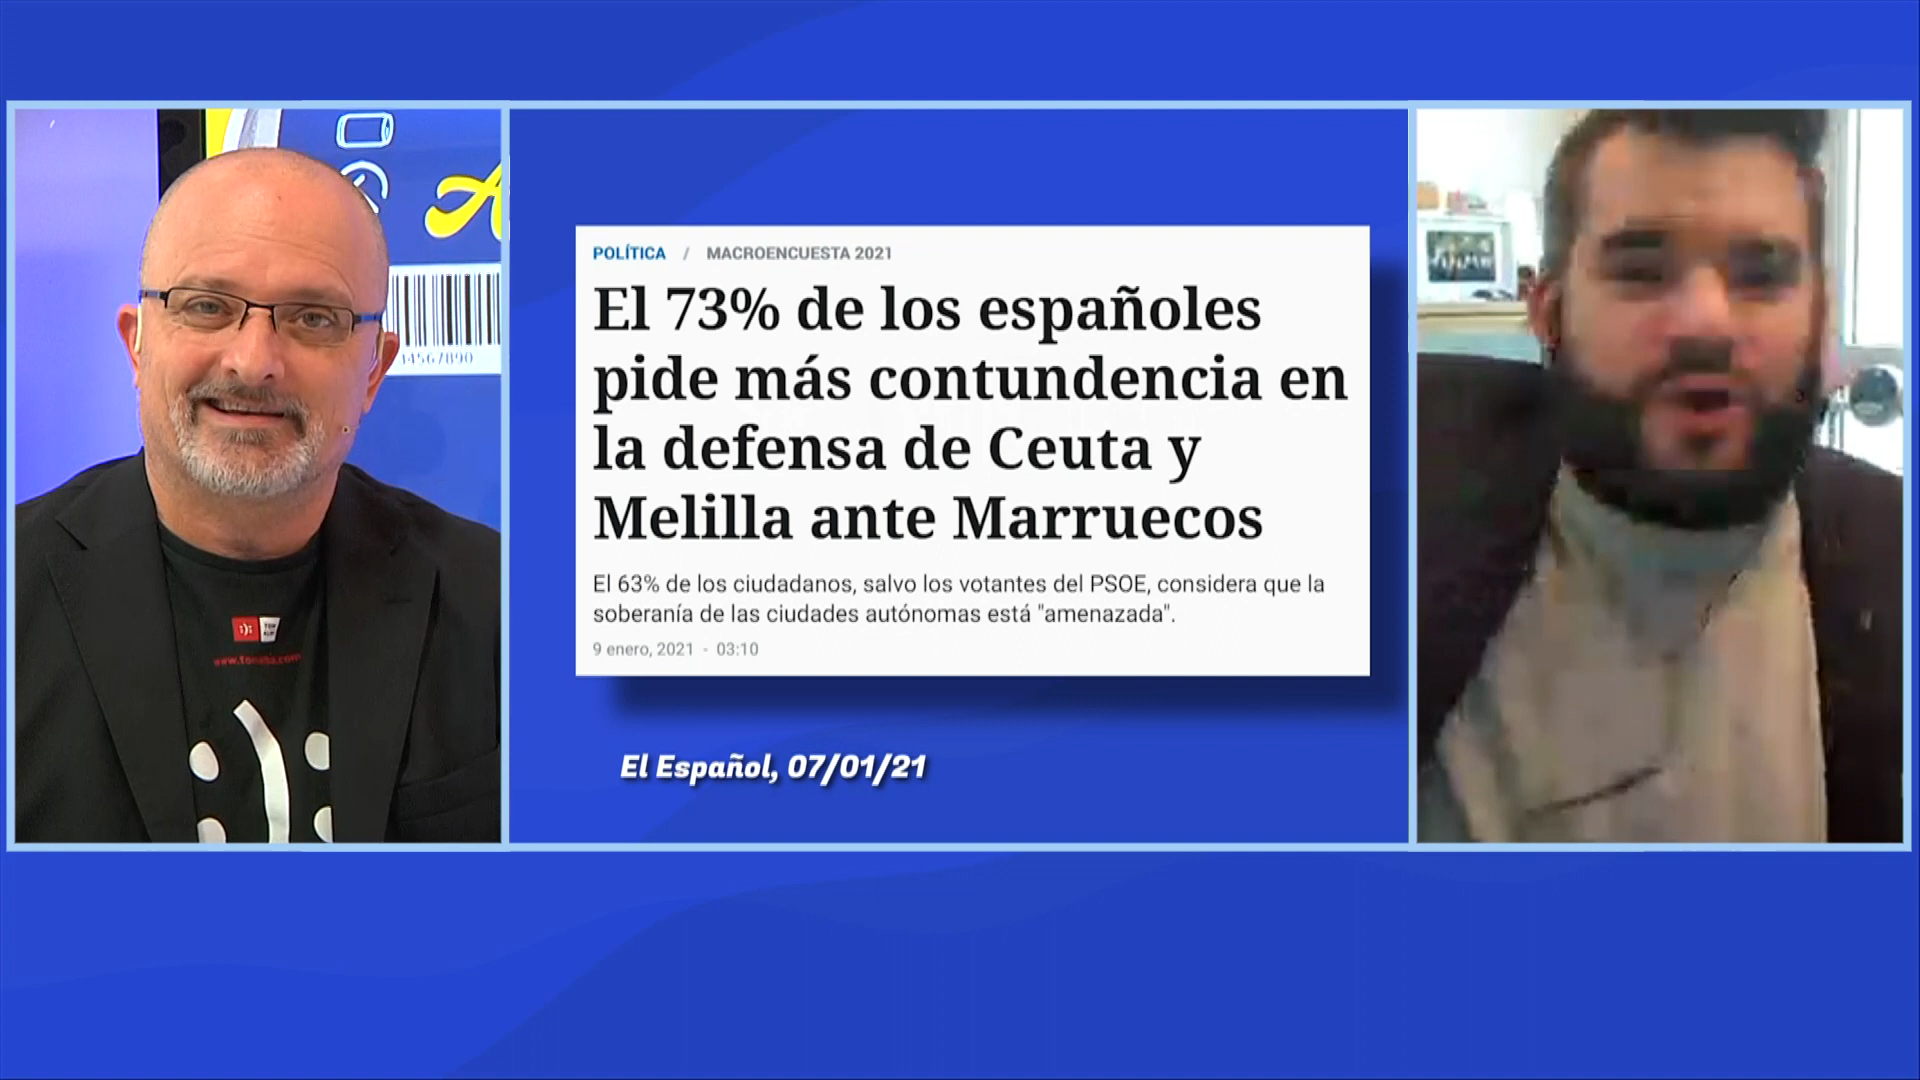 POLÍTICA / MACROENCUESTA 2021
El 73% de los españoles
pide más contundencia en
la defensa de Ceuta y
Melilla ante Marruecos
El 63% de los ciudadanos, salvo los votantes del PSOE, considera que la
soberanía de las ciudades autónomas está "amenazada".
9 enero, 2021 - 03:10
El Español, 07/01/21